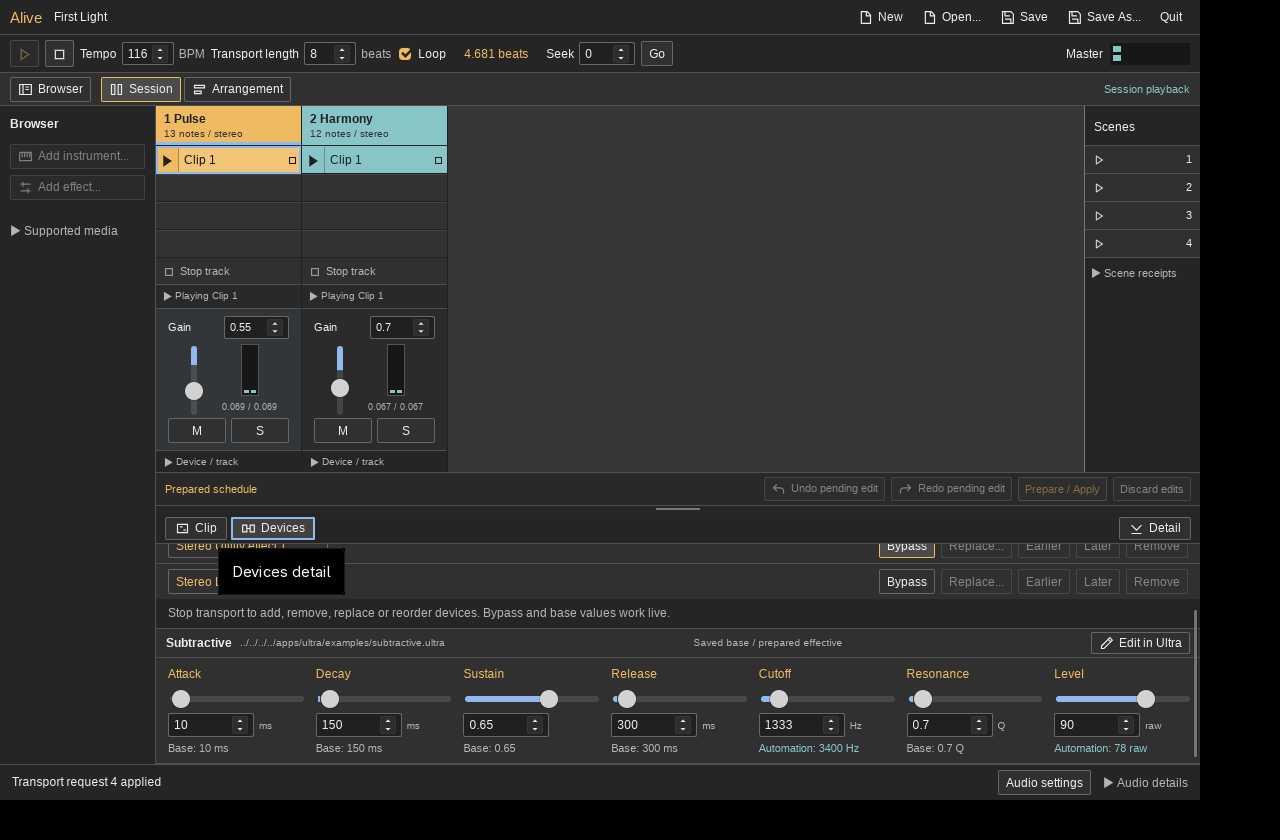 Alive First Light New Open... Save Save As... Quit
Tempo 116 BPM Transport length 8 beats Loop 4.681 beats Seek 0 Go Master
Browser Session Arrangement Session playback
Browser
Add instrument...
Add effect...
Supported media
1 Pulse
13 notes / stereo
Clip 1
Stop track
Playing Clip 1
Gain 0.55
0.069 / 0.069
M S
Device / track
2 Harmony
12 notes / stereo
Clip 1
Stop track
Playing Clip 1
Gain 0.7
0.067 / 0.067
M S
Device / track
Scenes
1
2
3
4
Scene receipts
Prepared schedule Undo pending edit Redo pending edit Prepare / Apply Discard edits
Clip Devices Detail
Stereo Utility effect 1 Bypass Replace... Earlier Later Remove
Devices detail
Stereo Bypass Replace... Earlier Later Remove
Stop transport to add, remove, replace or reorder devices. Bypass and base values work live.
Subtractive ../../../../apps/ultra/examples/subtractive.ultra Saved base / prepared effective Edit in Ultra
Attack Decay Sustain Release Cutoff Resonance Level
10 ms 150 ms 0.65 300 ms 1333 Hz 0.7 Q 90 raw
Base: 10 ms Base: 150 ms Base: 0.65 Base: 300 ms Automation: 3400 Hz Base: 0.7 Q Automation: 78 raw
Transport request 4 applied Audio settings Audio details